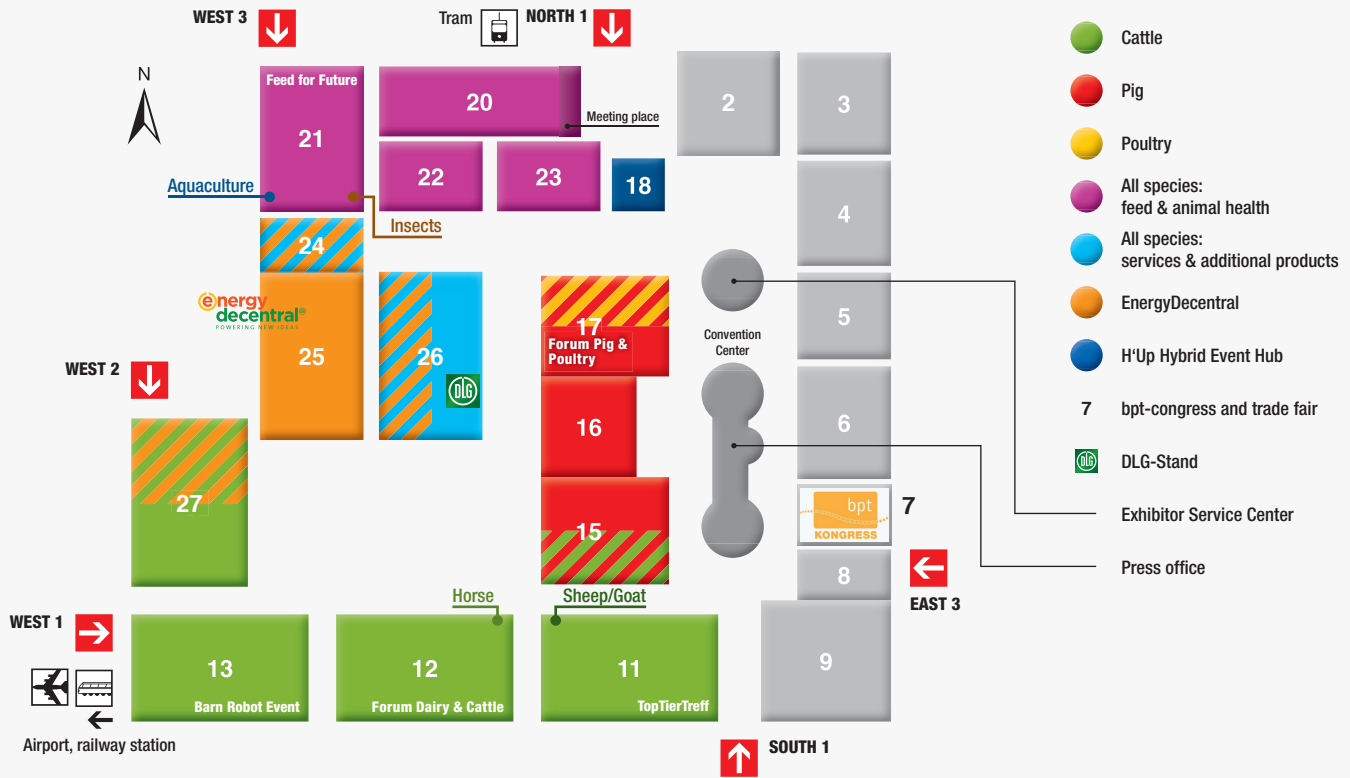 WEST 3
Tram
NORTH 1
N
Feed for Future
21
20
Meeting place
22
23
18
2
3
4
5
6
Aquaculture
Insects
24
energy
decentral®
POWERING NEW IDEAS
25
26
DLG
17
Forum Pig &
Poultry
16
15
Convention
Center
WEST 2
27
bpt
KONGRESS
7
8
EAST 3
9
WEST 1
Horse
Sheep/Goat
13
Barn Robot Event
12
Forum Dairy & Cattle
11
TopTierTreff
Airport, railway station
SOUTH 1
Cattle
Pig
Poultry
All species:
feed & animal health
All species:
services & additional products
EnergyDecentral
H‘Up Hybrid Event Hub
7 bpt-congress and trade fair
DLG DLG-Stand
Exhibitor Service Center
Press office